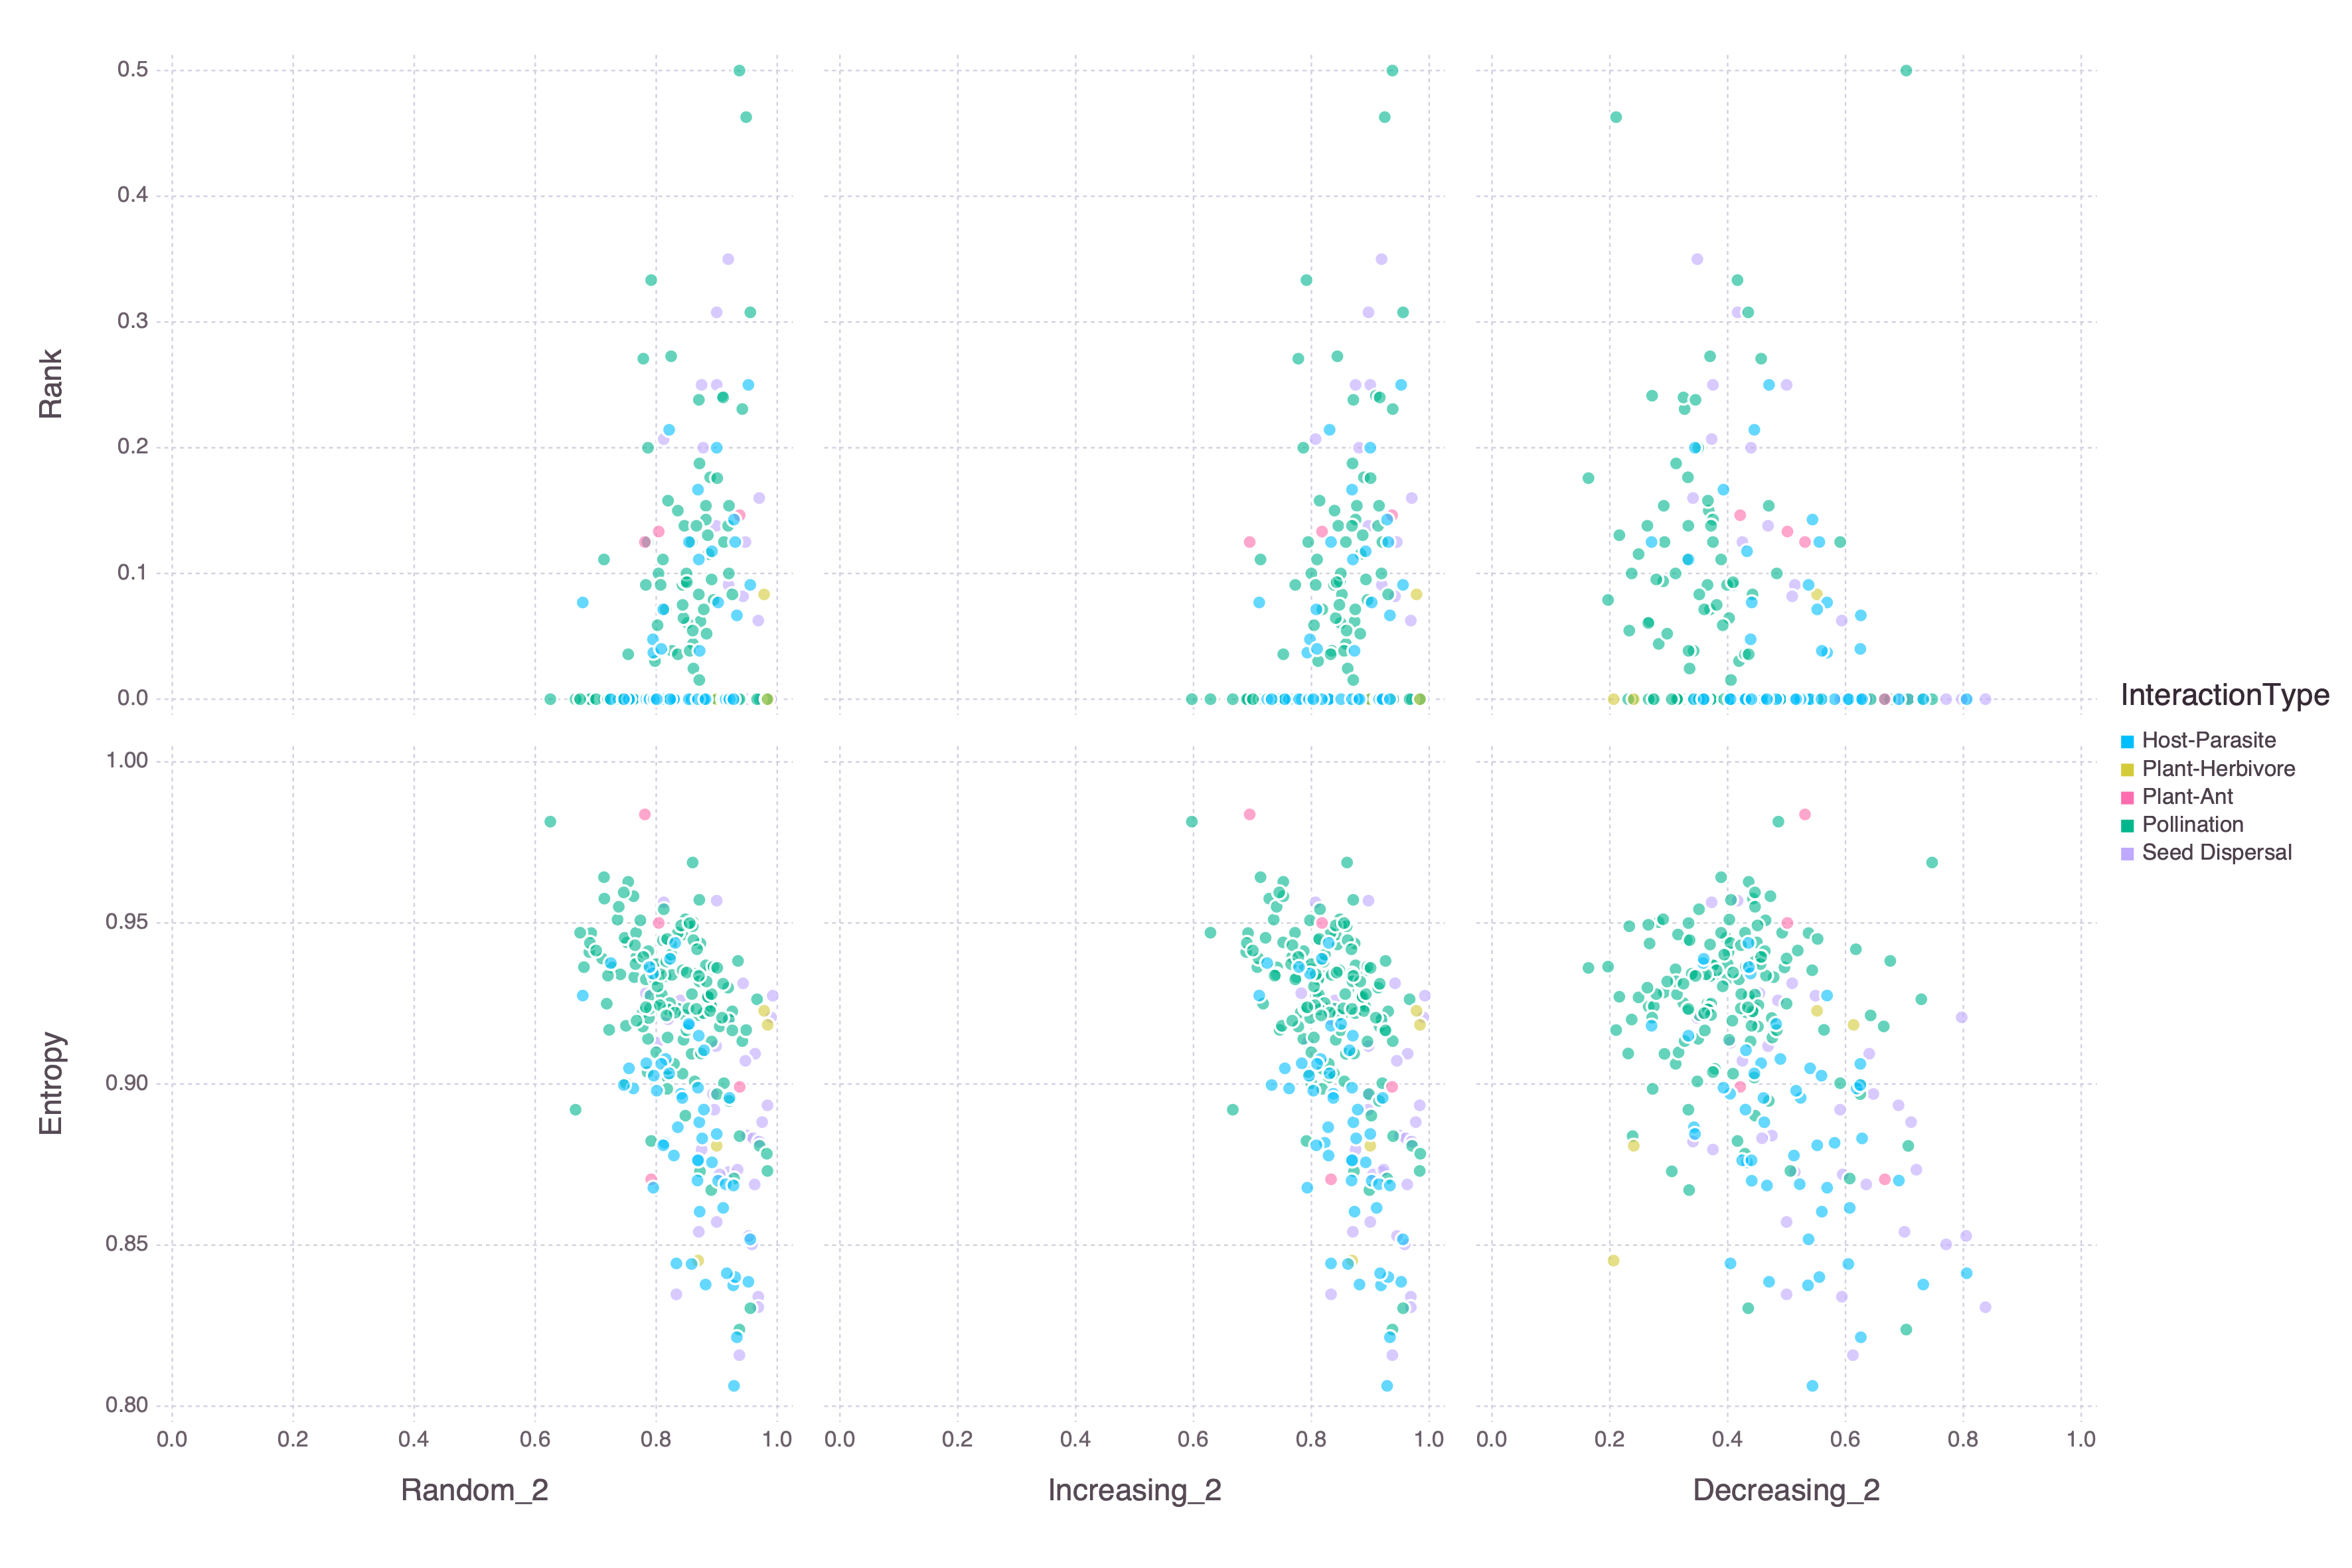 0.5
0.4
0.3
0.2
0.1
0.0
Rank
1.00
0.95
0.90
0.85
0.80
Entropy
0.0 0.2 0.4 0.6 0.8 1.0 0.0 0.2 0.4 0.6 0.8 1.0 0.0 0.2 0.4 0.6 0.8 1.0
Random_2 Increasing_2 Decreasing_2
InteractionType
Host-Parasite
Plant-Herbivore
Plant-Ant
Pollination
Seed Dispersal